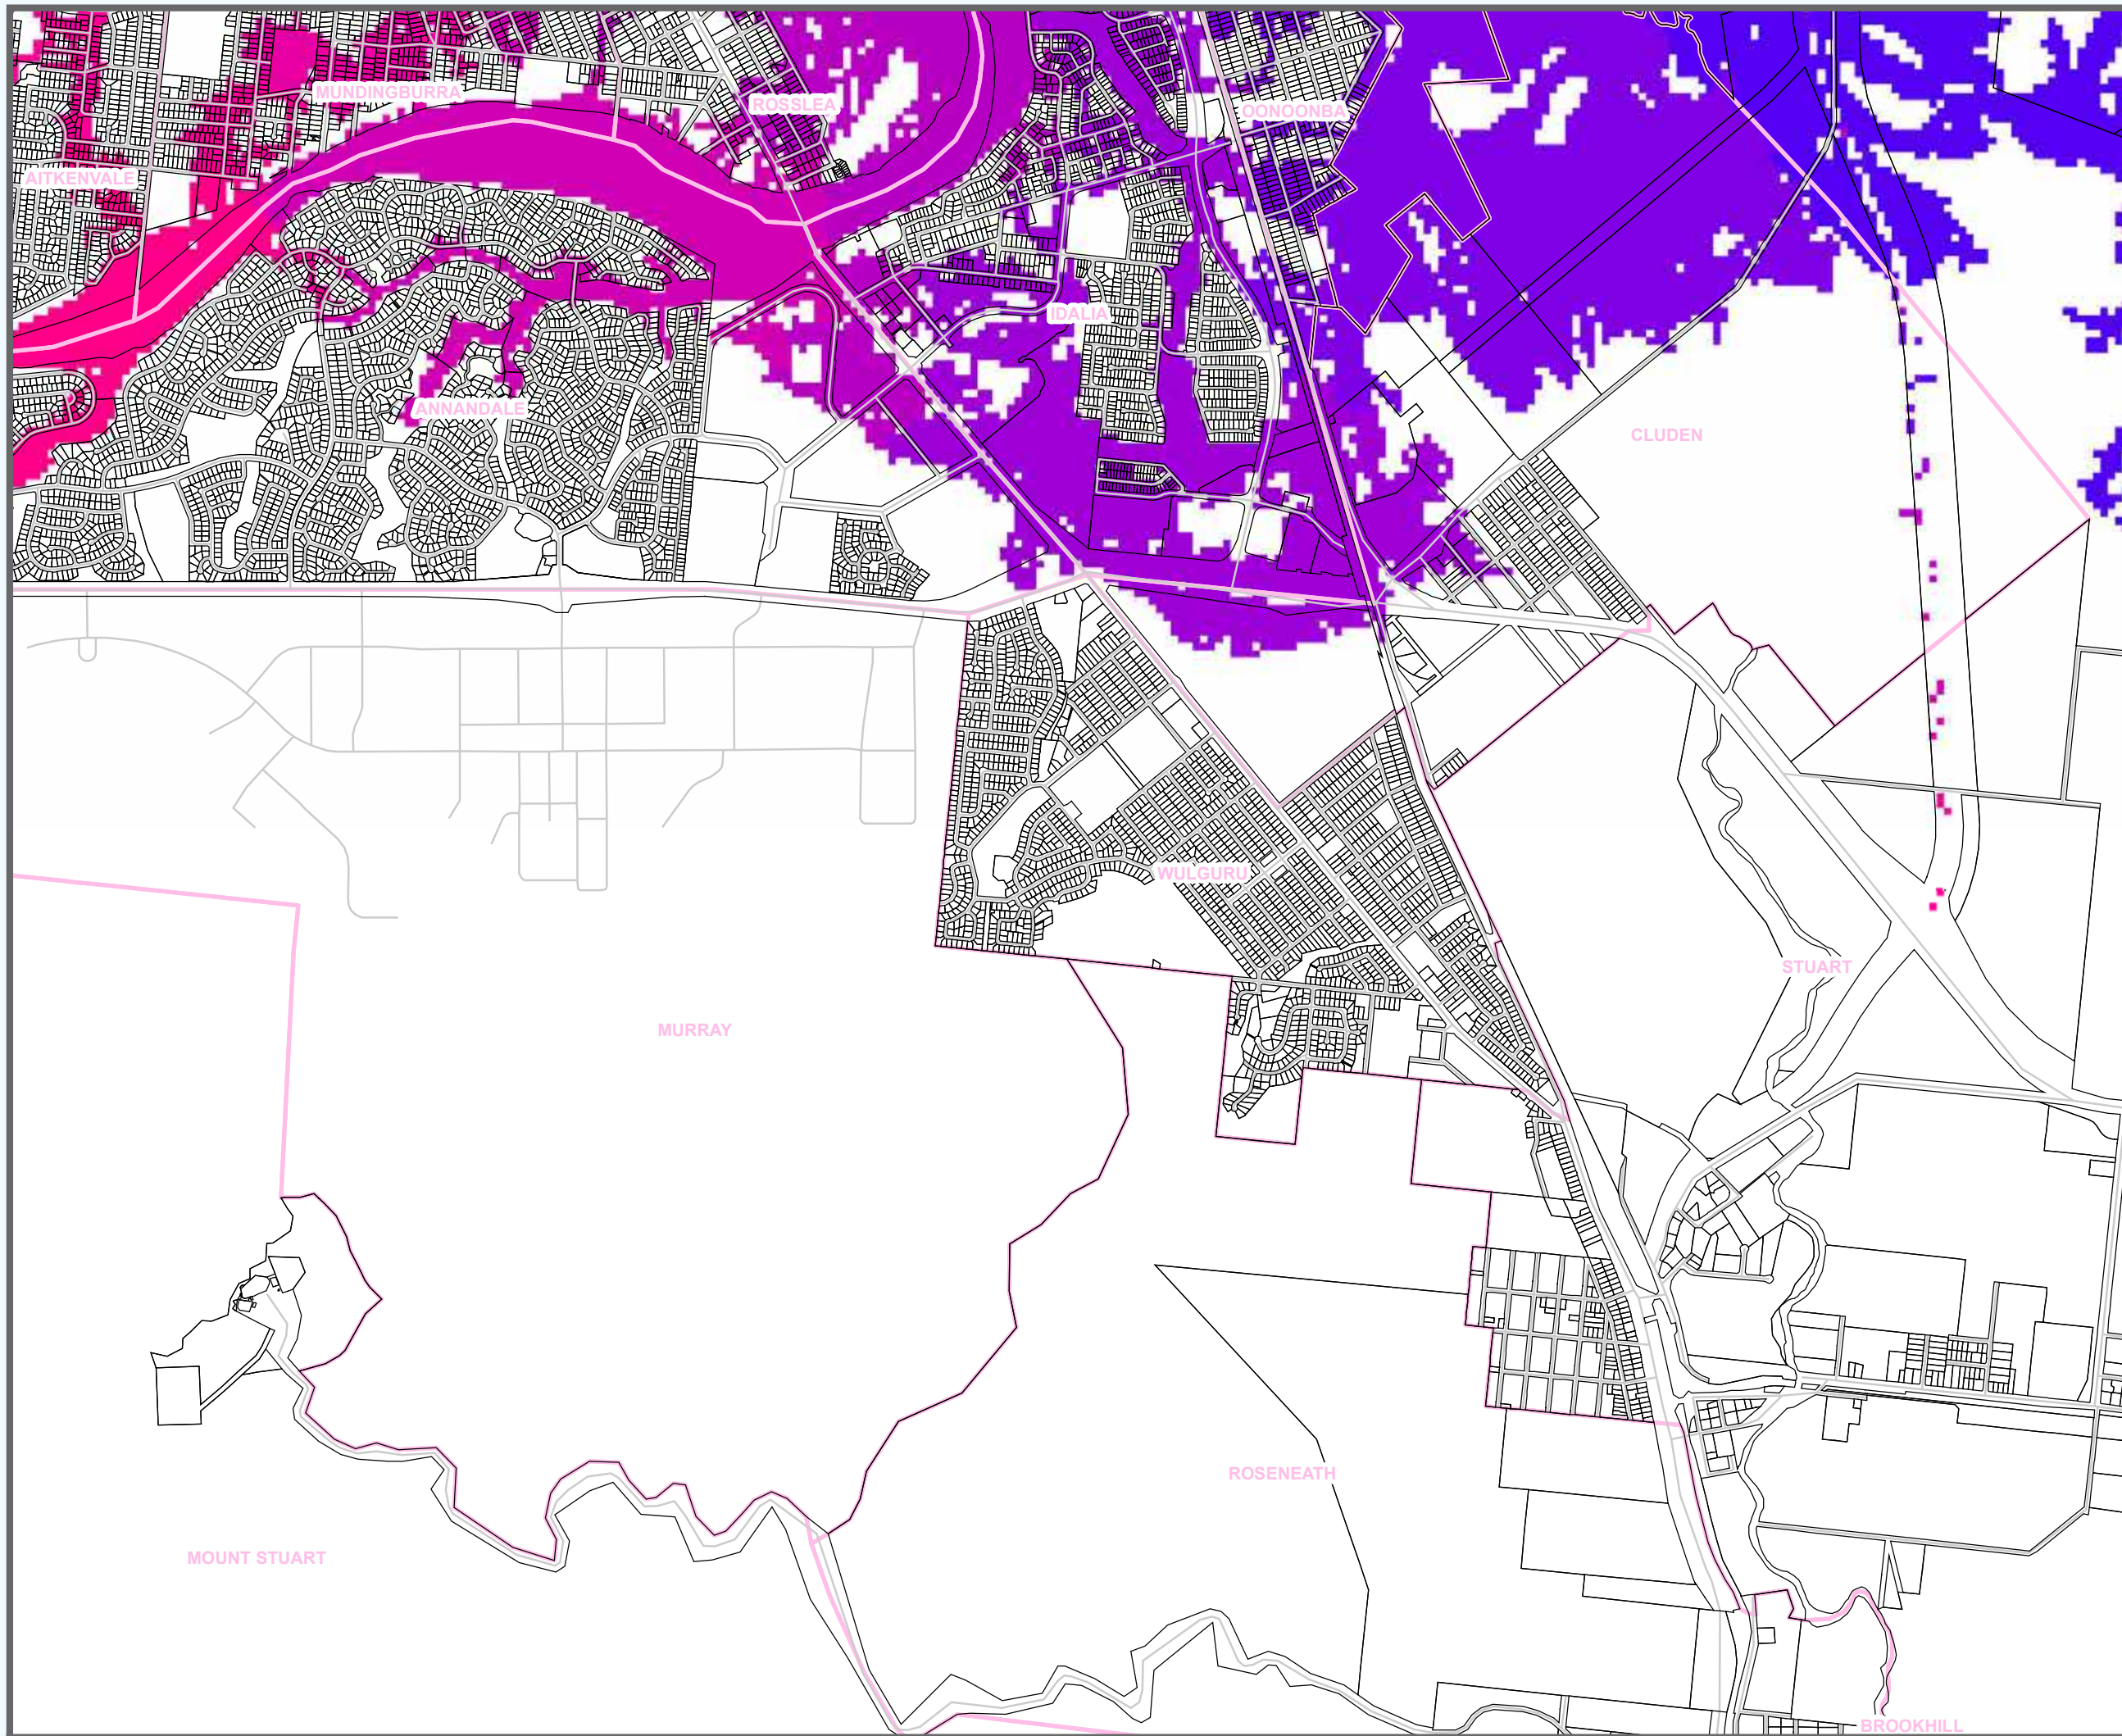 MUNDINGBURRA
ROSSLEA
OONOONBA
AITKENVALE
IDALIA
ANNANDALE
CLUDEN
WULGURU
STUART
MURRAY
ROSENEATH
MOUNT STUART
BROOKHILL